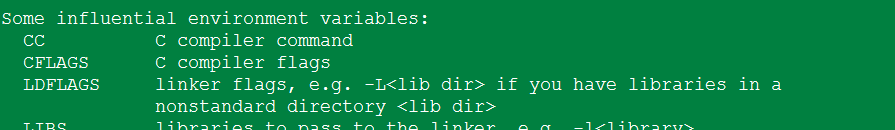 Some influential environment variables:
CC C compiler command
CFLAGS C compiler flags
LDFLAGS linker flags, e.g. -L<lib dir> if you have libraries in a
nonstandard directory <lib dir>
LIBS libraries to pass to the linker, e.g. -l<library>